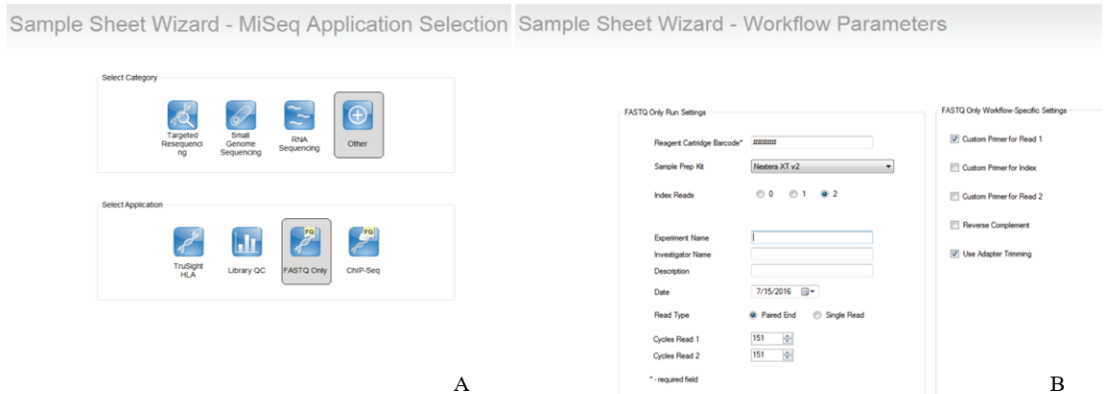 Sample Sheet Wizard - MiSeq Application Selection
Select Category
Targeted
Resequenci
ng
Small
Genome
Sequencing
RNA
Sequencing
Other
Select Application
TruSight
HLA
Library QC
FQ
FASTQ Only
FQ
ChIP-Seq
A
Sample Sheet Wizard - Workflow Parameters
FASTQ Only Run Settings
Reagent Cartridge Barcode* #####
Sample Prep Kit Nextera XT v2
Index Reads 0 1 2
Experiment Name
Investigator Name
Description
Date 7/15/2016
Read Type Paired End Single Read
Cycles Read 1 151
Cycles Read 2 151
* - required field
FASTQ Only Workflow-Specific Settings
Custom Primer for Read 1
Custom Primer for Index
Custom Primer for Read 2
Reverse Complement
Use Adapter Trimming
B